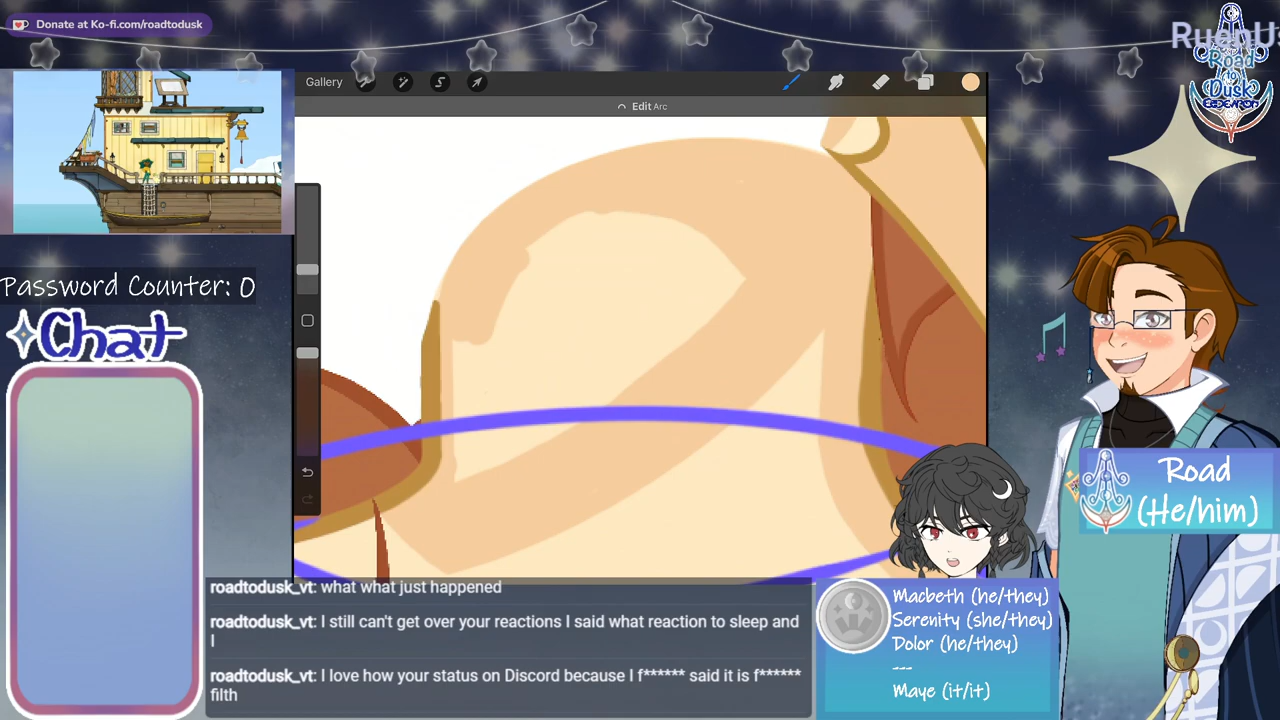 Donate at Ko-fi.com/roadtodusk
Road
to
Dusk
Gallery
Edit Arc
Password Counter: 0
Chat
Road
(He/him)
roadtodusk_vt: what what just happened
roadtodusk_vt: I still can't get over your reactions I said what reaction to sleep and
I
roadtodusk_vt: I love how your status on Discord because I f****** said it is f******
filth
Macbeth (he/they)
Serenity (she/they)
Dolor (he/they)
---
Maye (it/it)